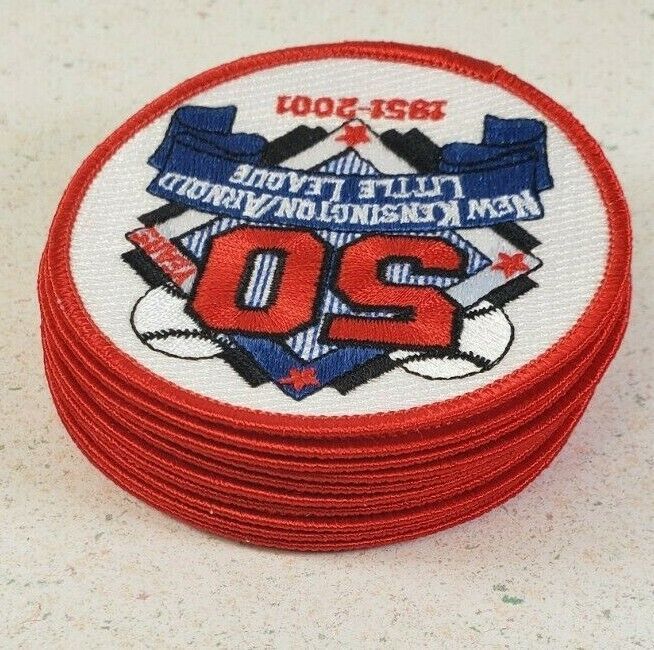 50
Years
New Kensington/Arnold
Little League
1951-2001